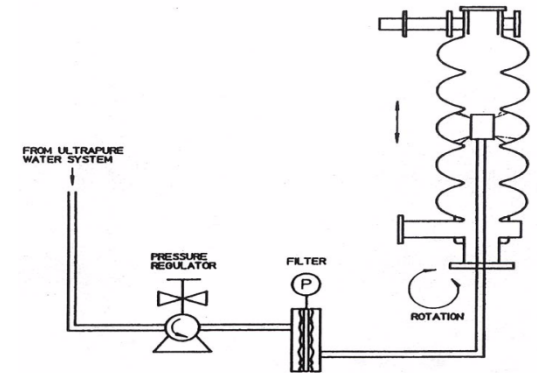 FROM ULTRAPURE
WATER SYSTEM
PRESSURE
REGULATOR
FILTER
P
ROTATION